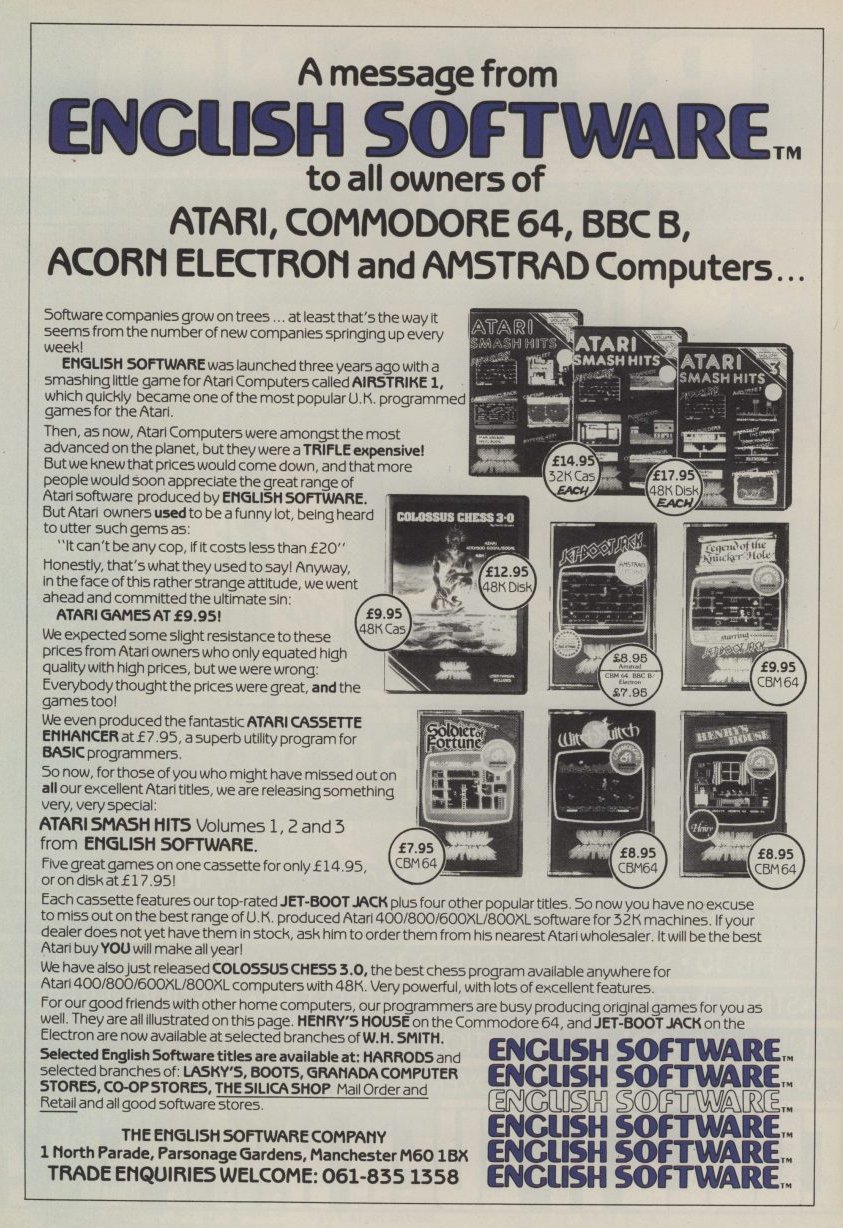 A message from
ENGLISH SOFTWARE TM
to all owners of
ATARI, COMMODORE 64, BBC B,
ACORN ELECTRON and AMSTRAD Computers...
Software companies grow on trees ... at least that's the way it
seems from the number of new companies springing up every
week!
ENGLISH SOFTWARE was launched three years ago with a
smashing little game for Atari Computers called AIRSTRIKE 1,
which quickly became one of the most popular U.K. programmed
games for the Atari.
Then, as now, Atari Computers were amongst the most
advanced on the planet, but they were a TRIFLE expensive!
But we knew that prices would come down, and that more
people would soon appreciate the great range of
Atari software produced by ENGLISH SOFTWARE.
But Atari owners used to be a funny lot, being heard
to utter such gems as:
"It can't be any cop, if it costs less than £20"
Honestly, that's what they used to say! Anyway,
in the face of this rather strange attitude, we went
ahead and committed the ultimate sin:
ATARI GAMES AT £9.95!
We expected some slight resistance to these
prices from Atari owners who only equated high
quality with high prices, but we were wrong:
Everybody thought the prices were great, and the
games too!
We even produced the fantastic ATARI CASSETTE
ENHANCER at £7.95, a superb utility program for
BASIC programmers.
So now, for those of you who might have missed out on
all our excellent Atari titles, we are releasing something
very, very special:
ATARI SMASH HITS Volumes 1, 2 and 3
from ENGLISH SOFTWARE.
Five great games on one cassette for only £14.95,
or on disk at £17.95!
Each cassette features our top-rated JET-BOOT JACK plus four other popular titles. So now you have no excuse
to miss out on the best range of U.K. produced Atari 400/800/600XL/800XL software for 32K machines. If your
dealer does not yet have them in stock, ask him to order them from his nearest Atari wholesaler. It will be the best
Atari buy YOU will make all year!
We have also just released COLOSSUS CHESS 3.0, the best chess program available anywhere for
Atari 400/800/600XL/800XL computers with 48K. Very powerful, with lots of excellent features.
For our good friends with other home computers, our programmers are busy producing original games for you as
well. They are all illustrated on this page. HENRY'S HOUSE on the Commodore 64, and JET-BOOT JACK on the
Electron are now available at selected branches of W.H. SMITH.
Selected English Software titles are available at: HARRODS and
selected branches of: LASKY'S, BOOTS, GRANADA COMPUTER
STORES, CO-OP STORES, THE SILICA SHOP Mail Order and
Retail and all good software stores.
THE ENGLISH SOFTWARE COMPANY
1 North Parade, Parsonage Gardens, Manchester M60 1BX
TRADE ENQUIRIES WELCOME: 061-835 1358
ATARI
SMASH HITS
ATARI
SMASH HITS
ATARI
SMASH HITS 3
£14.95
32K Cas
EACH
£17.95
48K Disk
EACH
COLOSSUS CHESS 3·0
£12.95
48K Disk
£9.95
48K Cas
JET-BOOT JACK
AMSTRAD
£8.95
Amstrad
CBM 64. BBC B/
Electron
£7.95
Legend of the
Knucker Hole
starring
JET-BOOT JACK
£9.95
CBM 64
Soldier of
Fortune
£7.95
CBM 64
Witch Switch
£8.95
CBM64
HENRY'S
HOUSE
Henry
£8.95
CBM 64
ENGLISH SOFTWARE TM
ENGLISH SOFTWARE TM
ENGLISH SOFTWARE TM
ENGLISH SOFTWARE TM
ENGLISH SOFTWARE TM
ENGLISH SOFTWARE TM